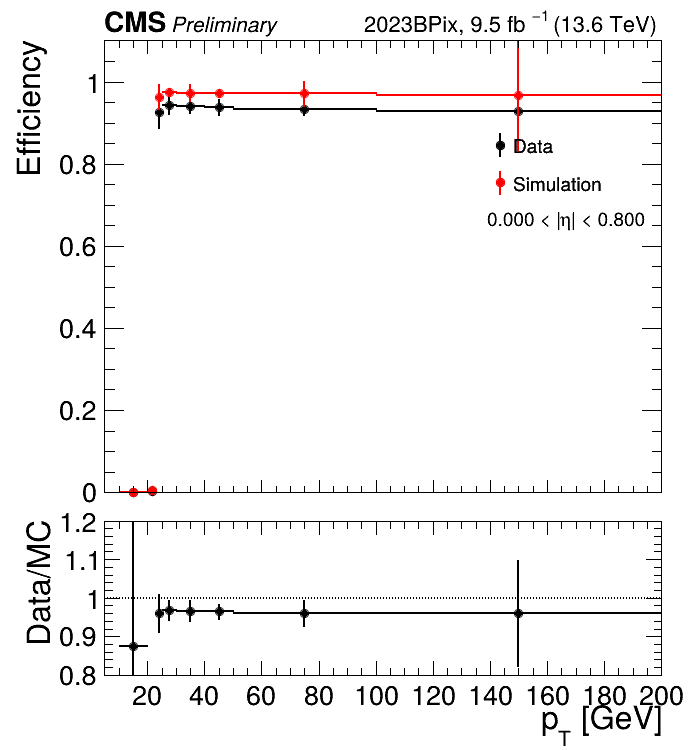 CMS Preliminary 2023BPix, 9.5 fb⁻¹ (13.6 TeV)
Efficiency
1
0.8
0.6
0.4
0.2
0
Data
Simulation
0.000 < |η| < 0.800
Data/MC
1.2
1.1
1
0.9
0.8
20 40 60 80 100 120 140 160 180 200
p_T [GeV]